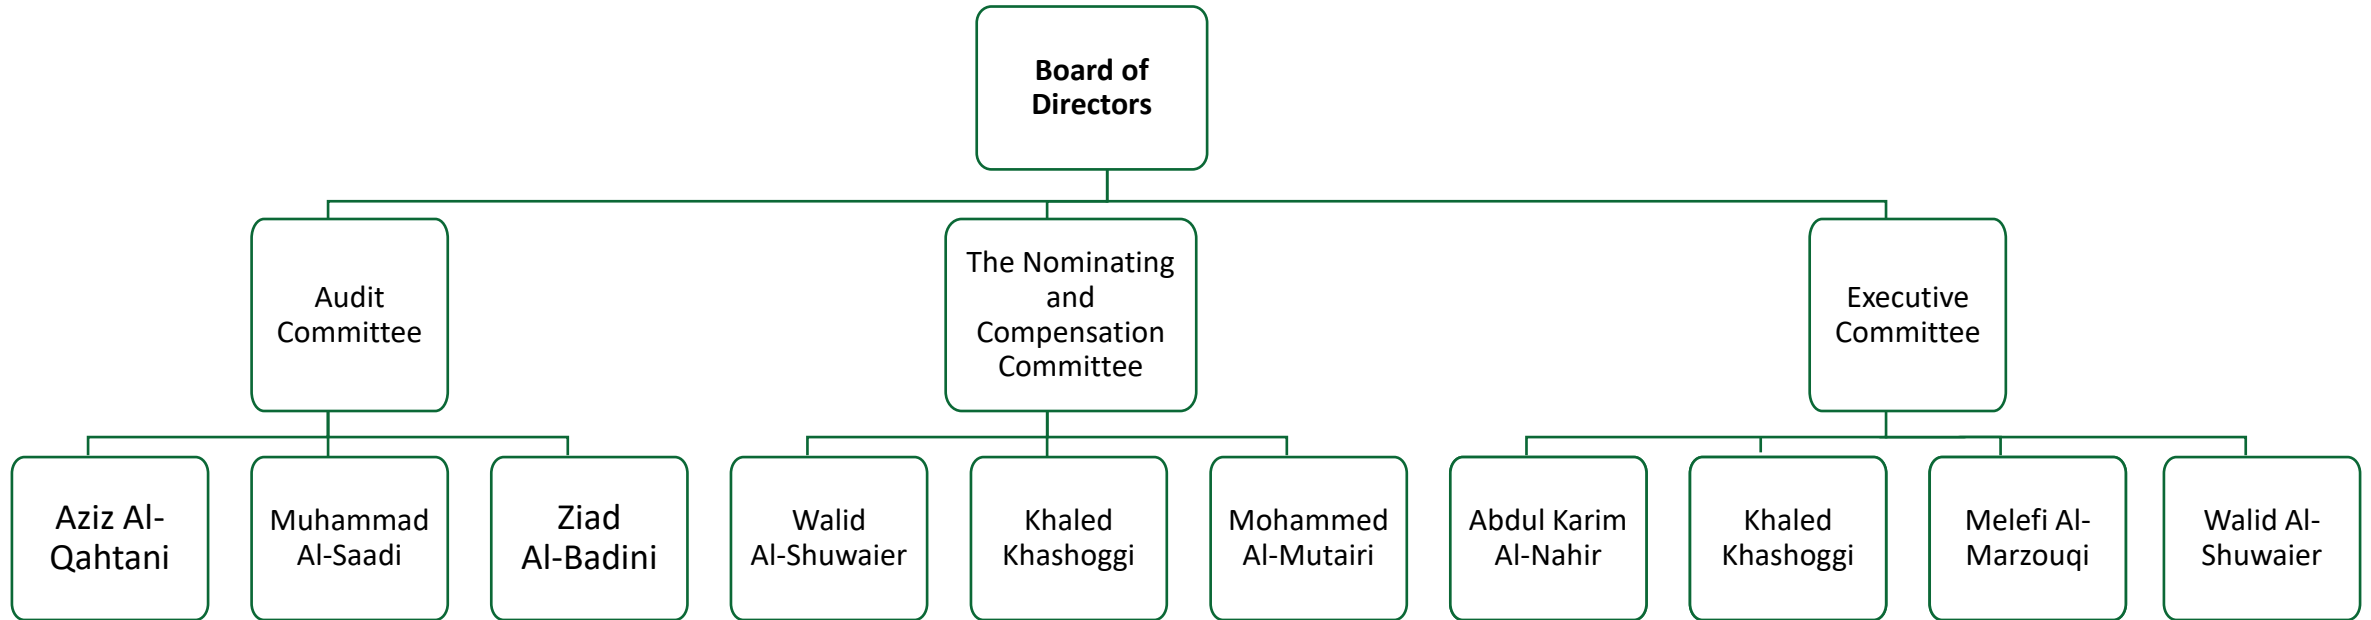 Board of
Directors
Audit
Committee
The Nominating
and
Compensation
Committee
Executive
Committee
Aziz Al-
Qahtani
Muhammad
Al-Saadi
Ziad
Al-Badini
Walid
Al-Shuwaier
Khaled
Khashoggi
Mohammed
Al-Mutairi
Abdul Karim
Al-Nahir
Khaled
Khashoggi
Melefi Al-
Marzouqi
Walid Al-
Shuwaier